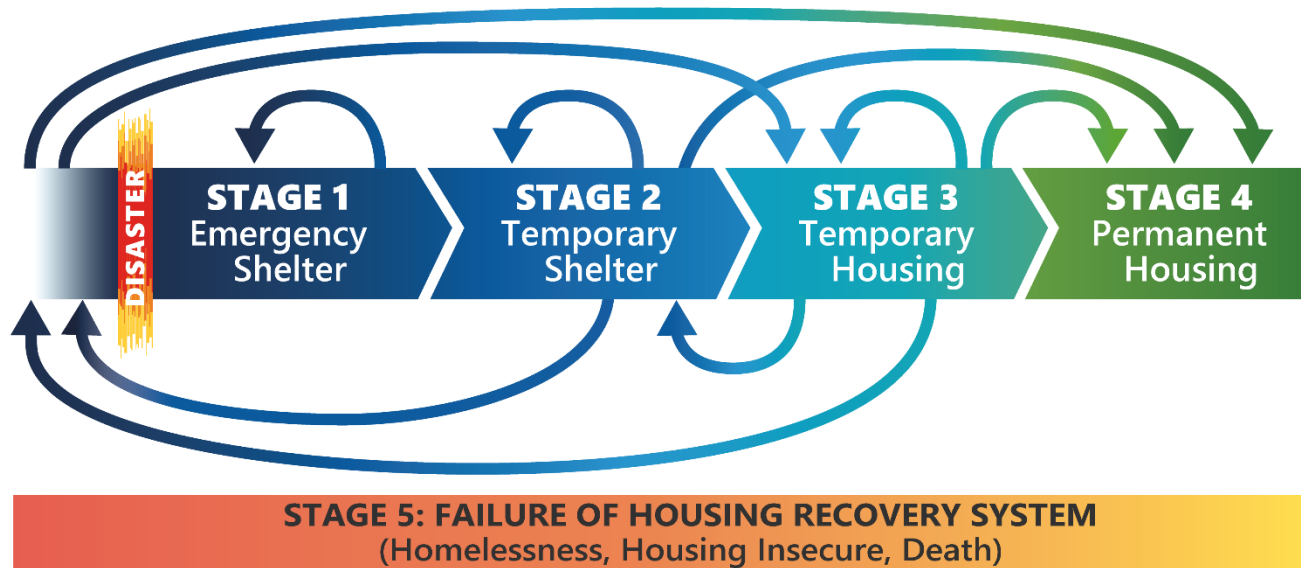 DISASTER
STAGE 1
Emergency
Shelter
STAGE 2
Temporary
Shelter
STAGE 3
Temporary
Housing
STAGE 4
Permanent
Housing
STAGE 5: FAILURE OF HOUSING RECOVERY SYSTEM
(Homelessness, Housing Insecure, Death)